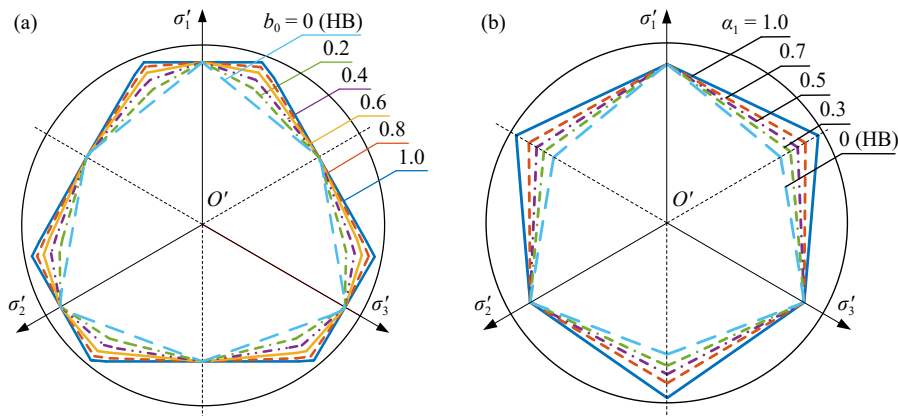 (a)
σ′₁
b₀ = 0 (HB)
0.2
0.4
0.6
0.8
1.0
O′
σ′₂
σ′₃
(b)
σ′₁
α₁ = 1.0
0.7
0.5
0.3
0 (HB)
O′
σ′₂
σ′₃